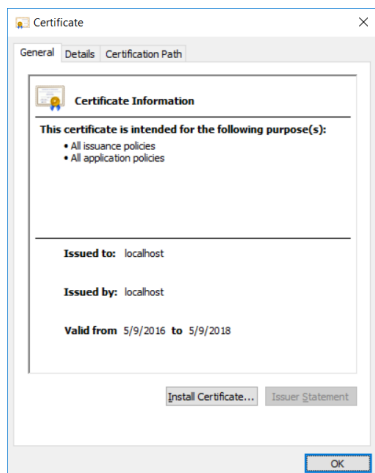 Certificate
General Details Certification Path
Certificate Information
This certificate is intended for the following purpose(s):
• All issuance policies
• All application policies
Issued to: localhost
Issued by: localhost
Valid from 5/9/2016 to 5/9/2018
Install Certificate... Issuer Statement
OK